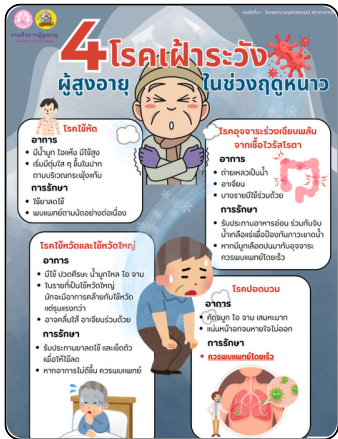 กรมกิจการผู้สูงอายุ
4 โรคเฝ้าระวัง
ผู้สูงอายุ ในช่วงฤดูหนาว
โรคไข้หัด
อาการ
• มีน้ำมูก ไอแห้ง มีไข้สูง
• เริ่มมีตุ่มใส ๆ ขึ้นในปาก
ตามบริเวณกระพุ้งแก้ม
การรักษา
• ใช้ยาลดไข้
• พบแพทย์ตามนัดอย่างต่อเนื่อง
โรคอุจจาระร่วงเฉียบพลัน
จากเชื้อไวรัสโรตา
อาการ
• ถ่ายเหลวเป็นน้ำ
• อาเจียน
• บางรายมีไข้ร่วมด้วย
การรักษา
• รับประทานอาหารอ่อน ร่วมกับจิบ
น้ำเกลือแร่เพื่อป้องกันภาวะขาดน้ำ
• หากมีมูกเลือดปนมากับอุจจาระ
ควรพบแพทย์โดยเร็ว
โรคไข้หวัดและไข้หวัดใหญ่
อาการ
• มีไข้ ปวดศีรษะ น้ำมูกไหล ไอ จาม
• ในรายที่เป็นไข้หวัดใหญ่
มักจะมีอาการคล้ายกับไข้หวัด
แต่รุนแรงกว่า
• อาจคลื่นไส้ อาเจียนร่วมด้วย
การรักษา
• รับประทานยาลดไข้ และเช็ดตัว
เพื่อให้ไข้ลด
• หากอาการไม่ดีขึ้น ควรพบแพทย์
โรคปอดบวม
อาการ
• คัดจมูก ไอ จาม เสมหะมาก
• แน่นหน้าอกจนหายใจไม่ออก
การรักษา
• ควรพบแพทย์โดยเร็ว